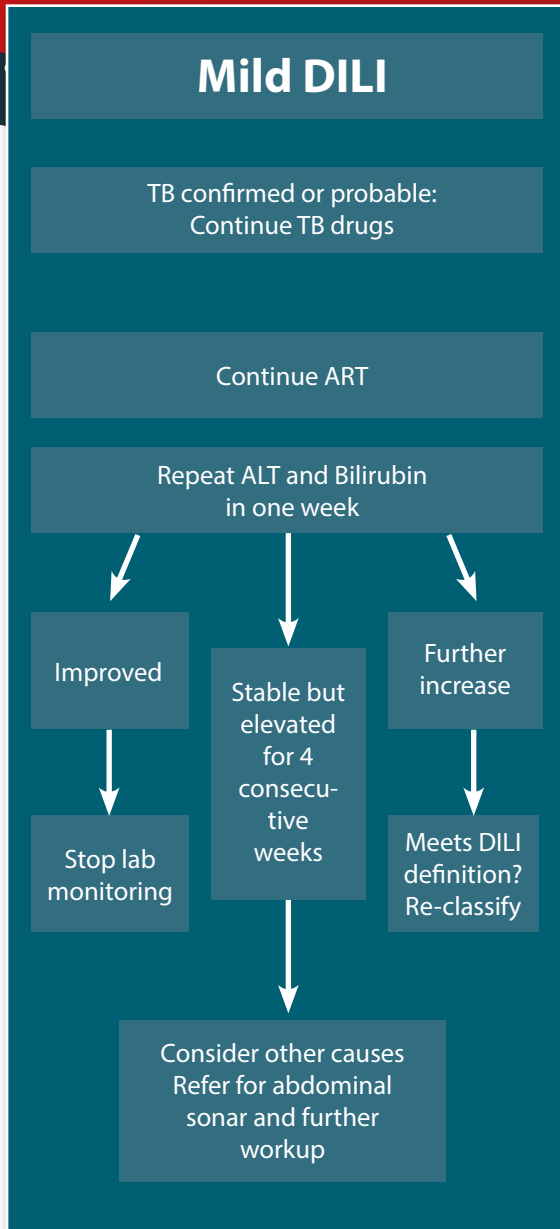 Mild DILI
TB confirmed or probable:
Continue TB drugs
Continue ART
Repeat ALT and Bilirubin
in one week
Improved
Stop lab
monitoring
Stable but
elevated
for 4
consecu-
tive
weeks
Further
increase
Meets DILI
definition?
Re-classify
Consider other causes
Refer for abdominal
sonar and further
workup